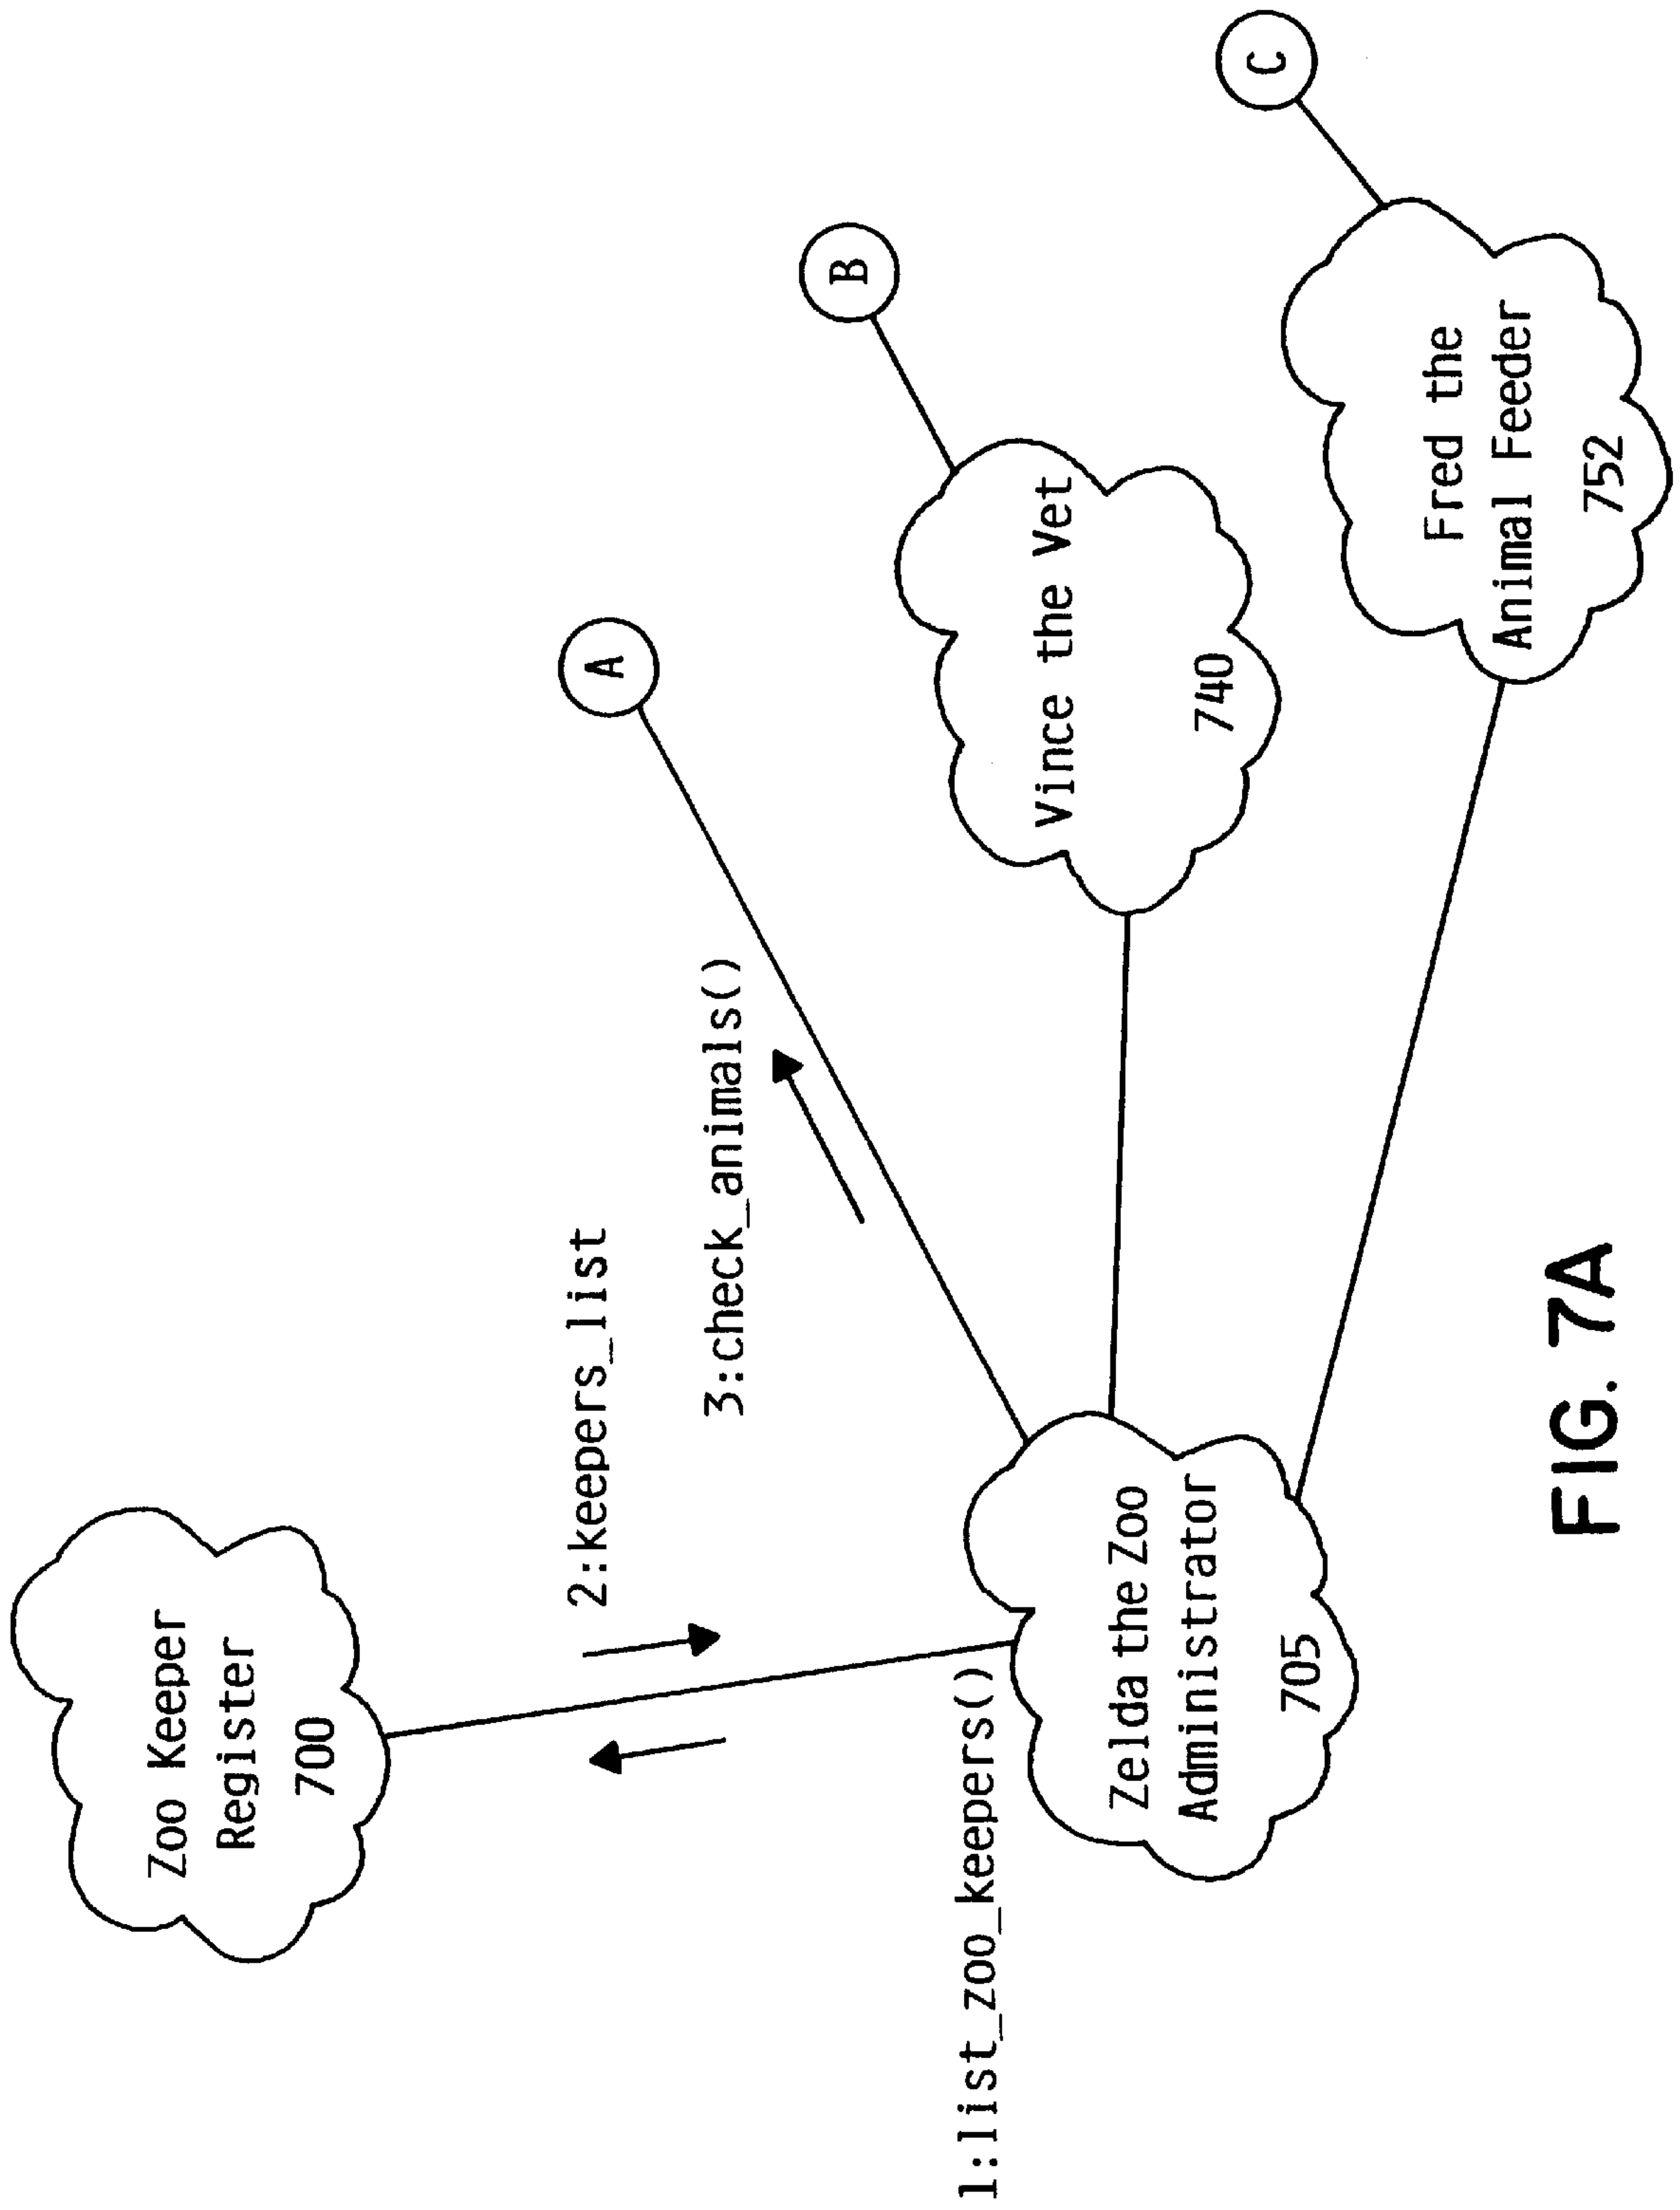 Zoo Keeper
Register
700
2:keepers_list
A
3:check_animals()
B
Vince the Vet
740
1:list_zoo_keepers()
Zelda the Zoo
Administrator
705
C
Fred the
Animal Feeder
752
FIG. 7A